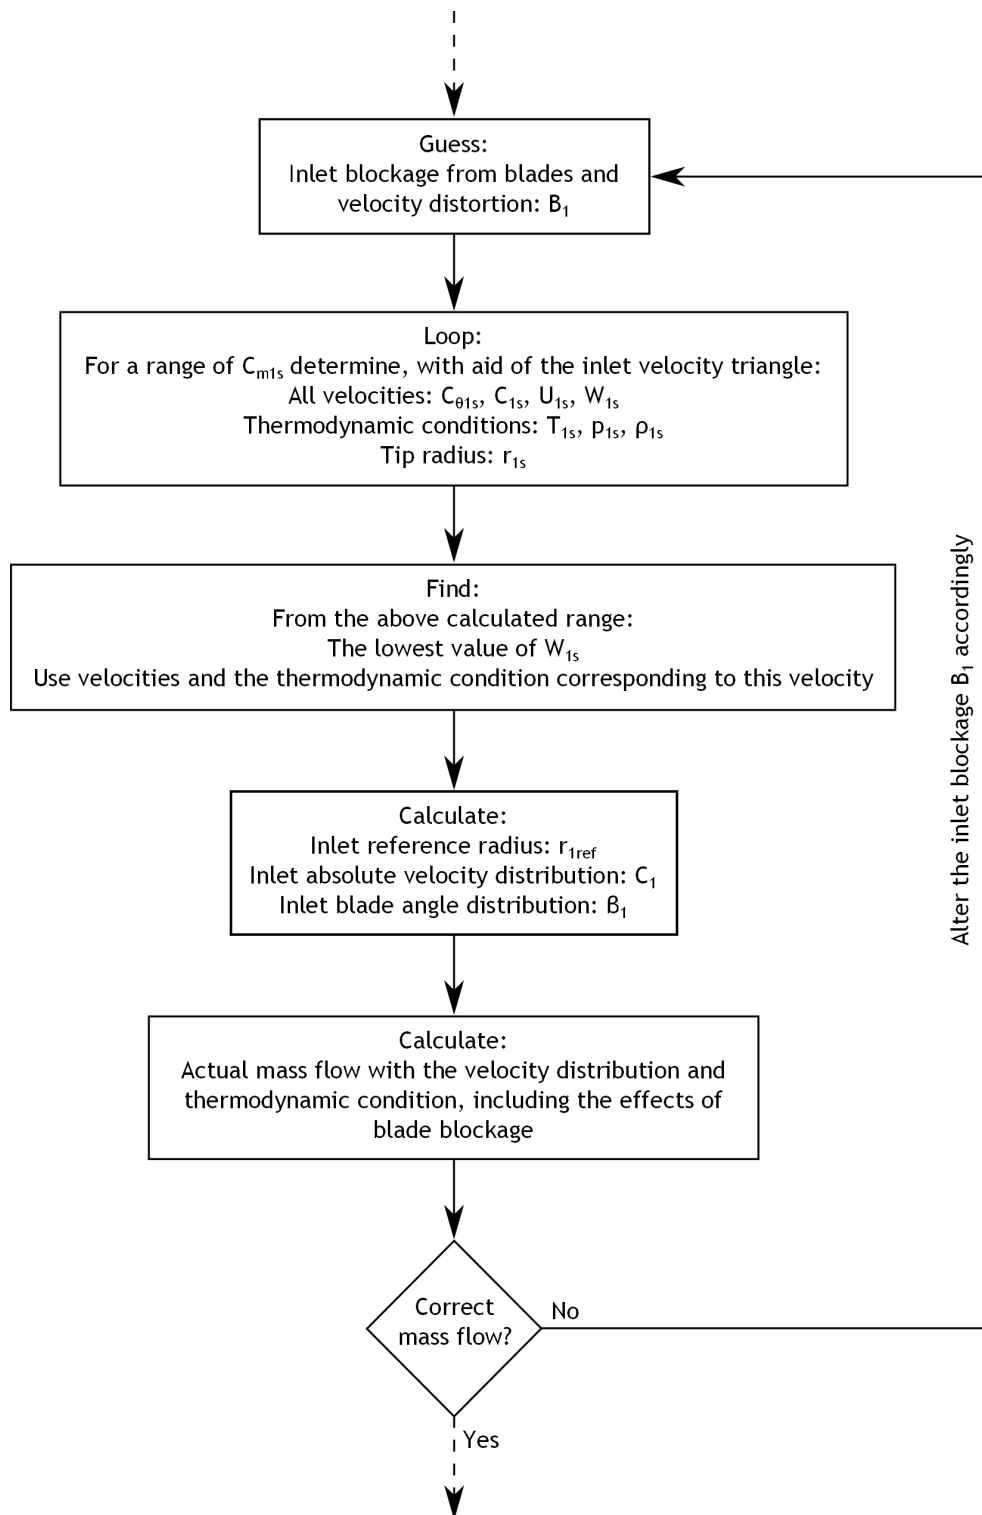 Guess:
Inlet blockage from blades and
velocity distortion: B₁
Loop:
For a range of Cₘ₁ₛ determine, with aid of the inlet velocity triangle:
All velocities: C_θ1s, C₁ₛ, U₁ₛ, W₁ₛ
Thermodynamic conditions: T₁ₛ, p₁ₛ, ρ₁ₛ
Tip radius: r₁ₛ
Find:
From the above calculated range:
The lowest value of W₁ₛ
Use velocities and the thermodynamic condition corresponding to this velocity
Calculate:
Inlet reference radius: r₁ref
Inlet absolute velocity distribution: C₁
Inlet blade angle distribution: ß₁
Calculate:
Actual mass flow with the velocity distribution and
thermodynamic condition, including the effects of
blade blockage
Correct
mass flow?
No
Yes
Alter the inlet blockage B₁ accordingly